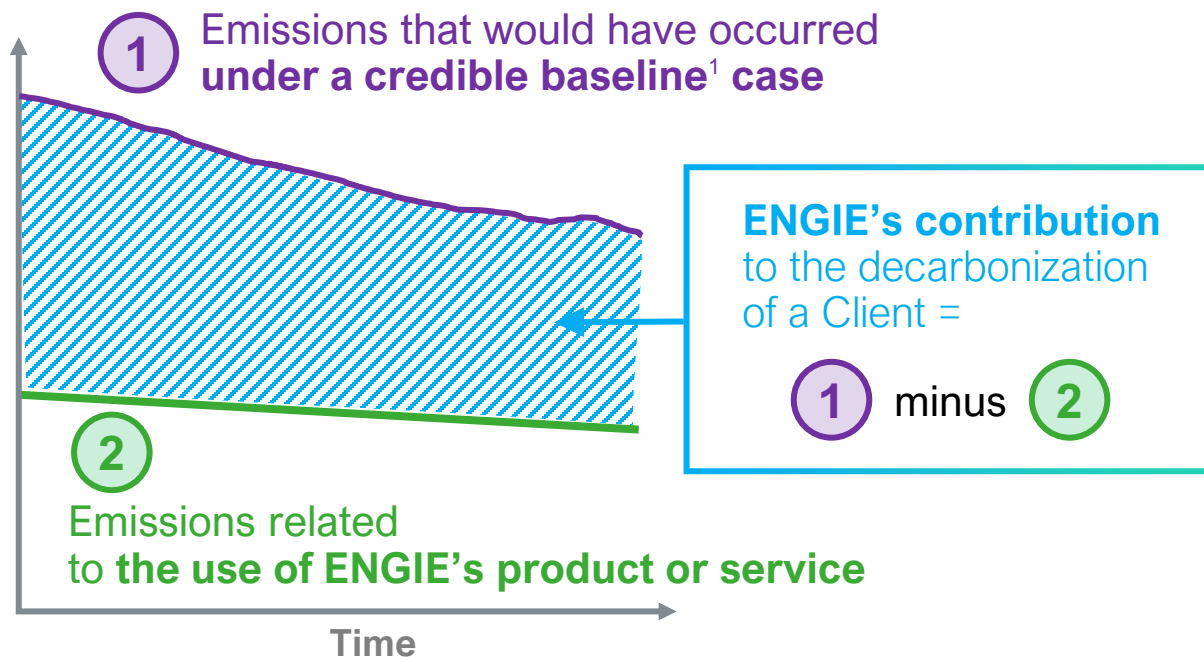 1
Emissions that would have occurred
under a credible baseline¹ case
ENGIE’s contribution
to the decarbonization
of a Client =
1 minus 2
2
Emissions related
to the use of ENGIE’s product or service
Time